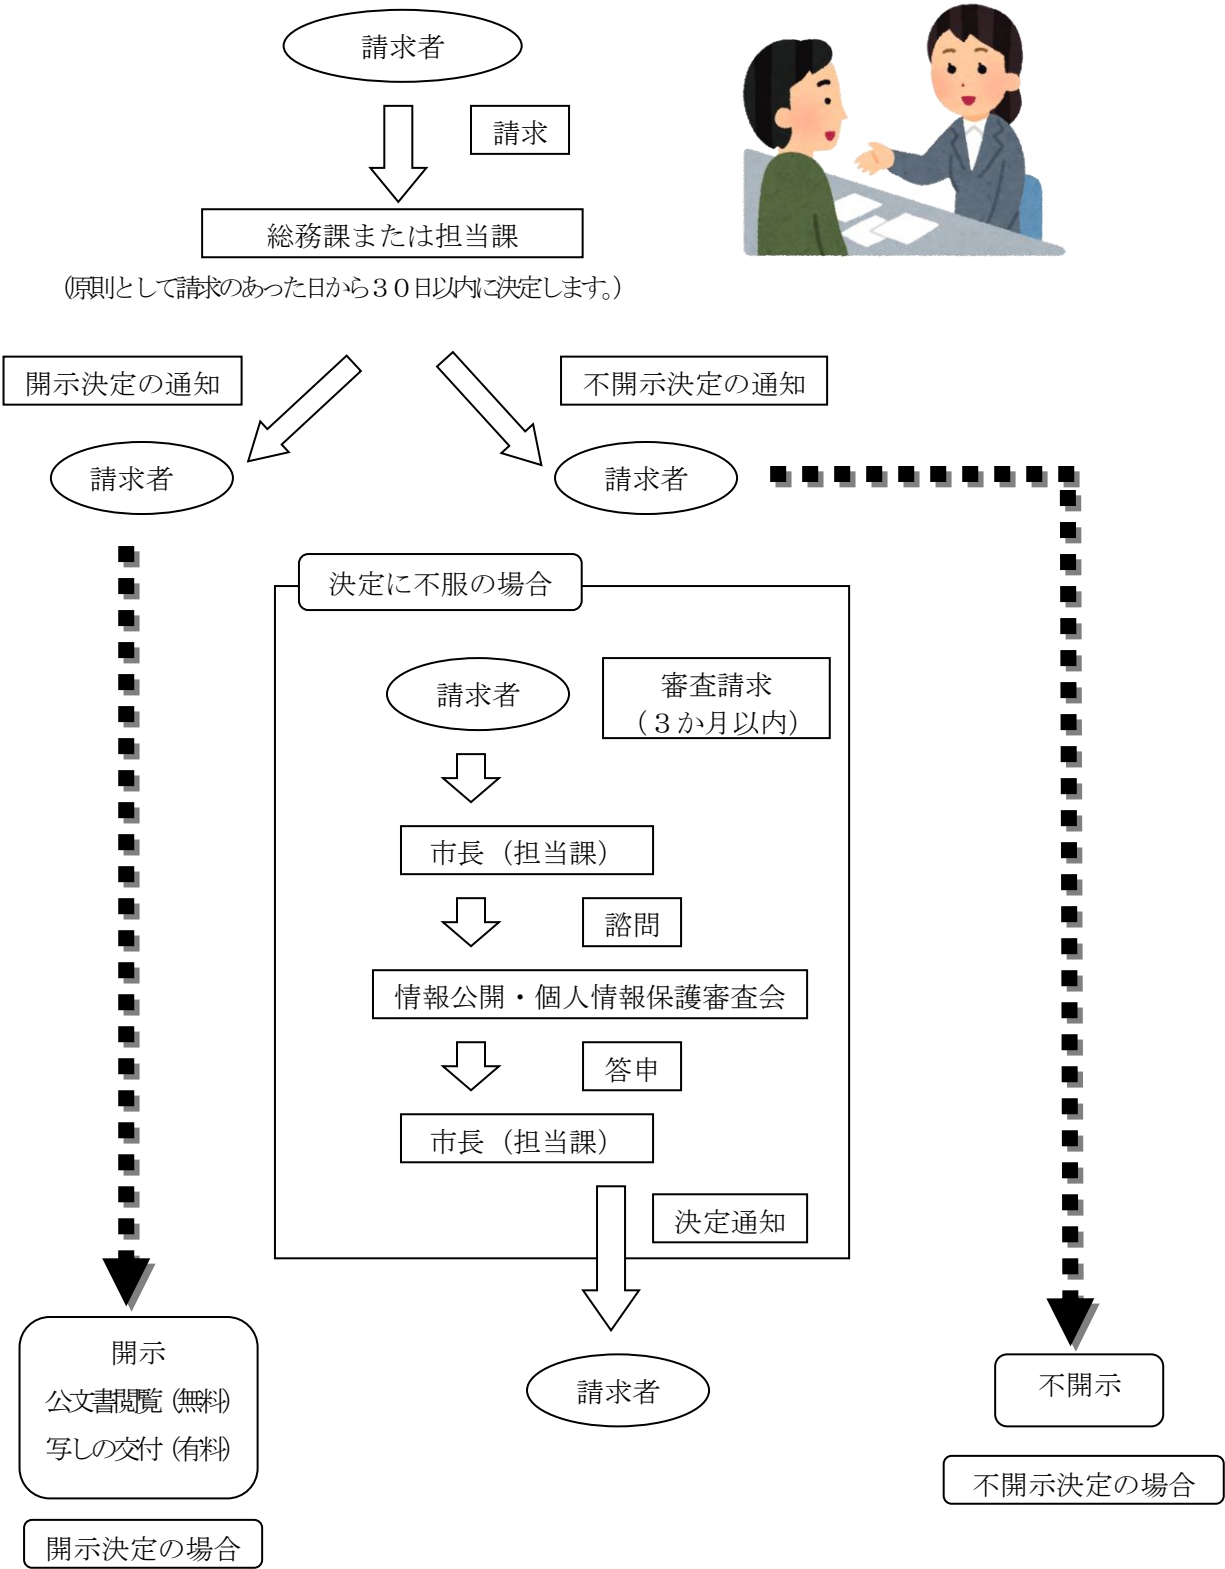 請求者
請求
総務課または担当課
(原則として請求のあった日から３０日以内に決定します。)
開示決定の通知
不開示決定の通知
請求者
請求者
決定に不服の場合
請求者
審査請求
（３か月以内）
市長（担当課）
諮問
情報公開・個人情報保護審査会
答申
市長（担当課）
決定通知
請求者
開示
公文書閲覧(無料)
写しの交付(有料)
開示決定の場合
不開示
不開示決定の場合